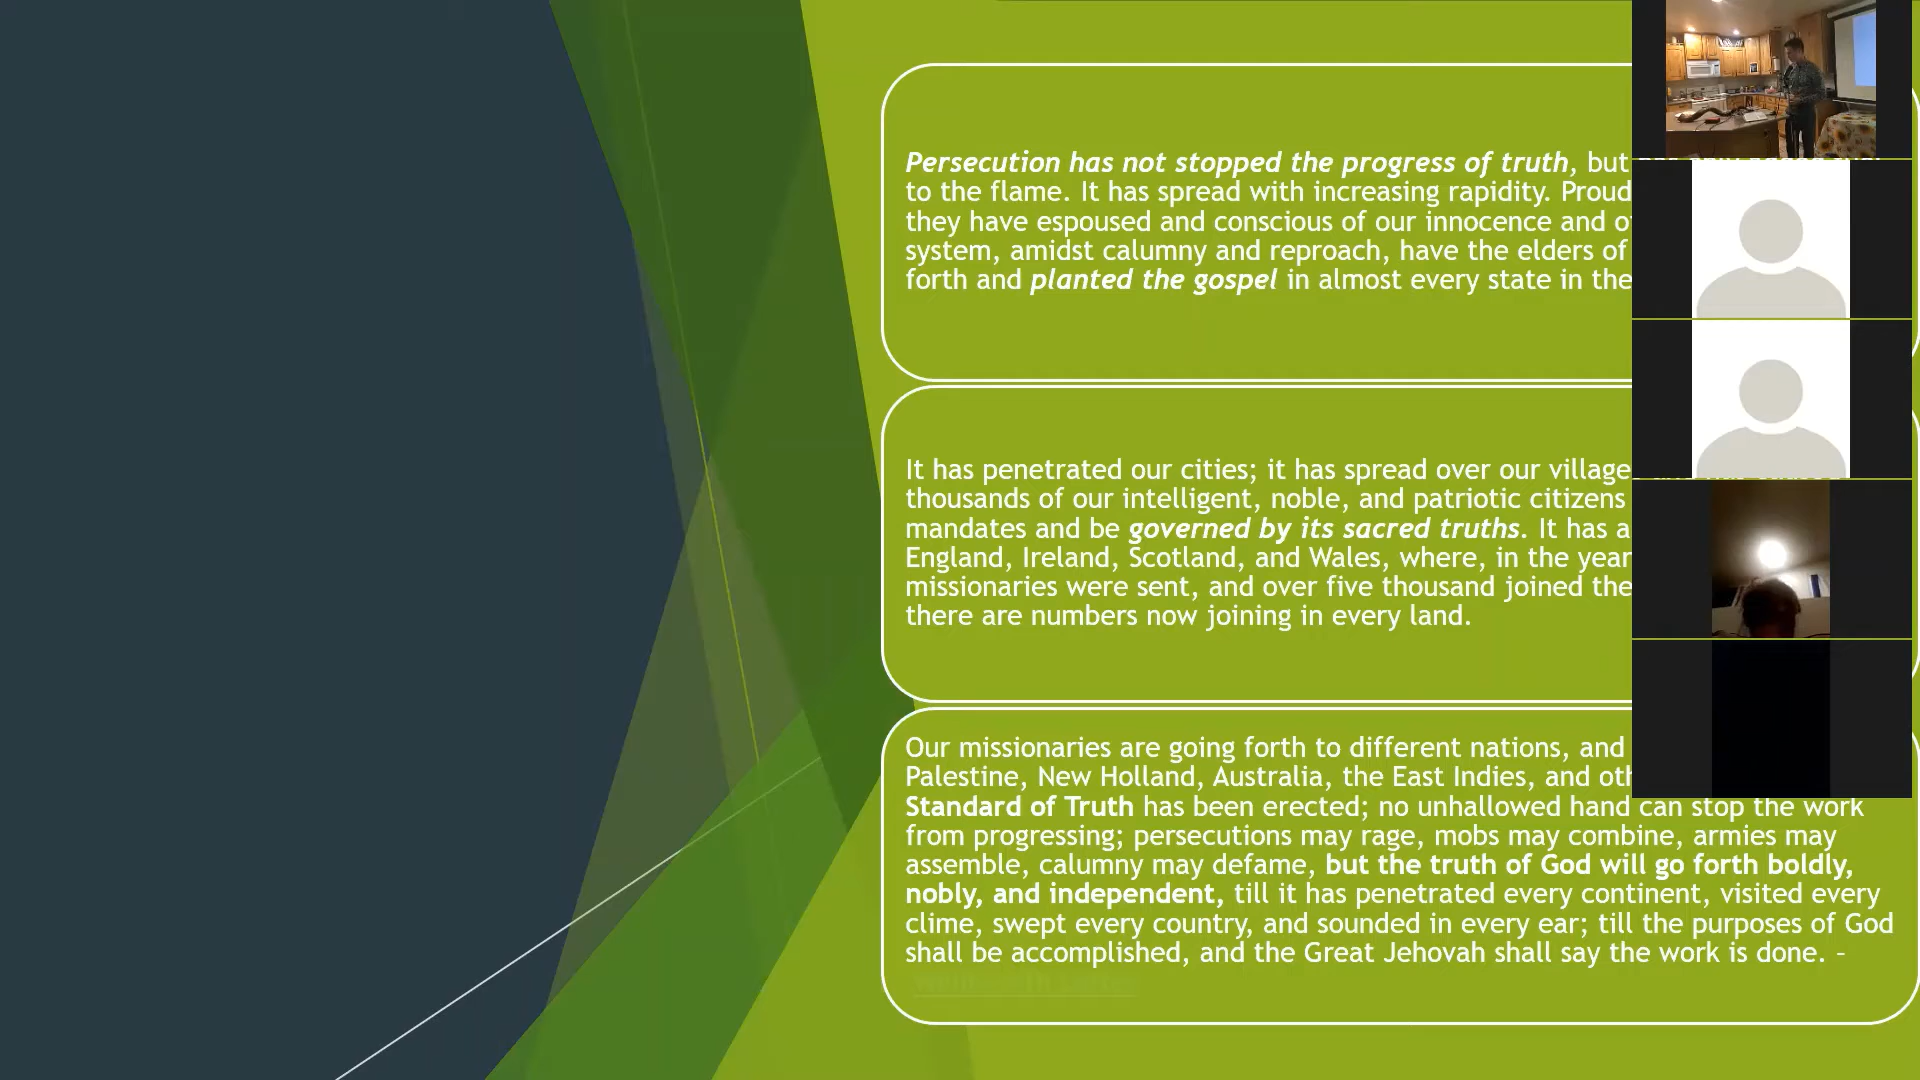 Persecution has not stopped the progress of truth, but
to the flame. It has spread with increasing rapidity. Proud
they have espoused and conscious of our innocence and of
system, amidst calumny and reproach, have the elders of
forth and planted the gospel in almost every state in the
It has penetrated our cities; it has spread over our village
thousands of our intelligent, noble, and patriotic citizens
mandates and be governed by its sacred truths. It has a
England, Ireland, Scotland, and Wales, where, in the year
missionaries were sent, and over five thousand joined the
there are numbers now joining in every land.
Our missionaries are going forth to different nations, and
Palestine, New Holland, Australia, the East Indies, and
Standard of Truth has been erected; no unhallowed hand can stop the work
from progressing; persecutions may rage, mobs may combine, armies may
assemble, calumny may defame, but the truth of God will go forth boldly,
nobly, and independent, till it has penetrated every continent, visited every
clime, swept every country, and sounded in every ear; till the purposes of God
shall be accomplished, and the Great Jehovah shall say the work is done. –